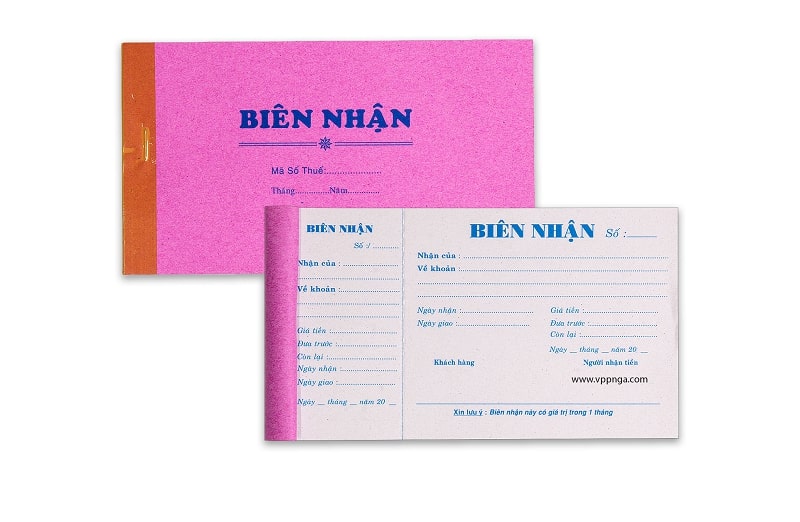 BIÊN NHẬN
Mã Số Thuế:....................
Tháng:............Năm............
BIÊN NHẬN
Số :/ ..........
Nhận của : ...............
Về khoản : ...............
Giá tiền : ...............
Đưa trước : ...............
Còn lại : ...............
Ngày nhận : ...............
Ngày giao : ...............
Ngày __ tháng __ năm 20 __
BIÊN NHẬN Số :..........
Nhận của : ..............................
Về khoản : ..............................
Ngày nhận : ............... Giá tiền : ...............
Ngày giao :............... Đưa trước : ...............
Còn lại : ...............
Ngày __ tháng __ năm 20 __
Khách hàng Người nhận tiền
www.vppnga.com
Xin lưu ý : Biên nhận này có giá trị trong 1 tháng